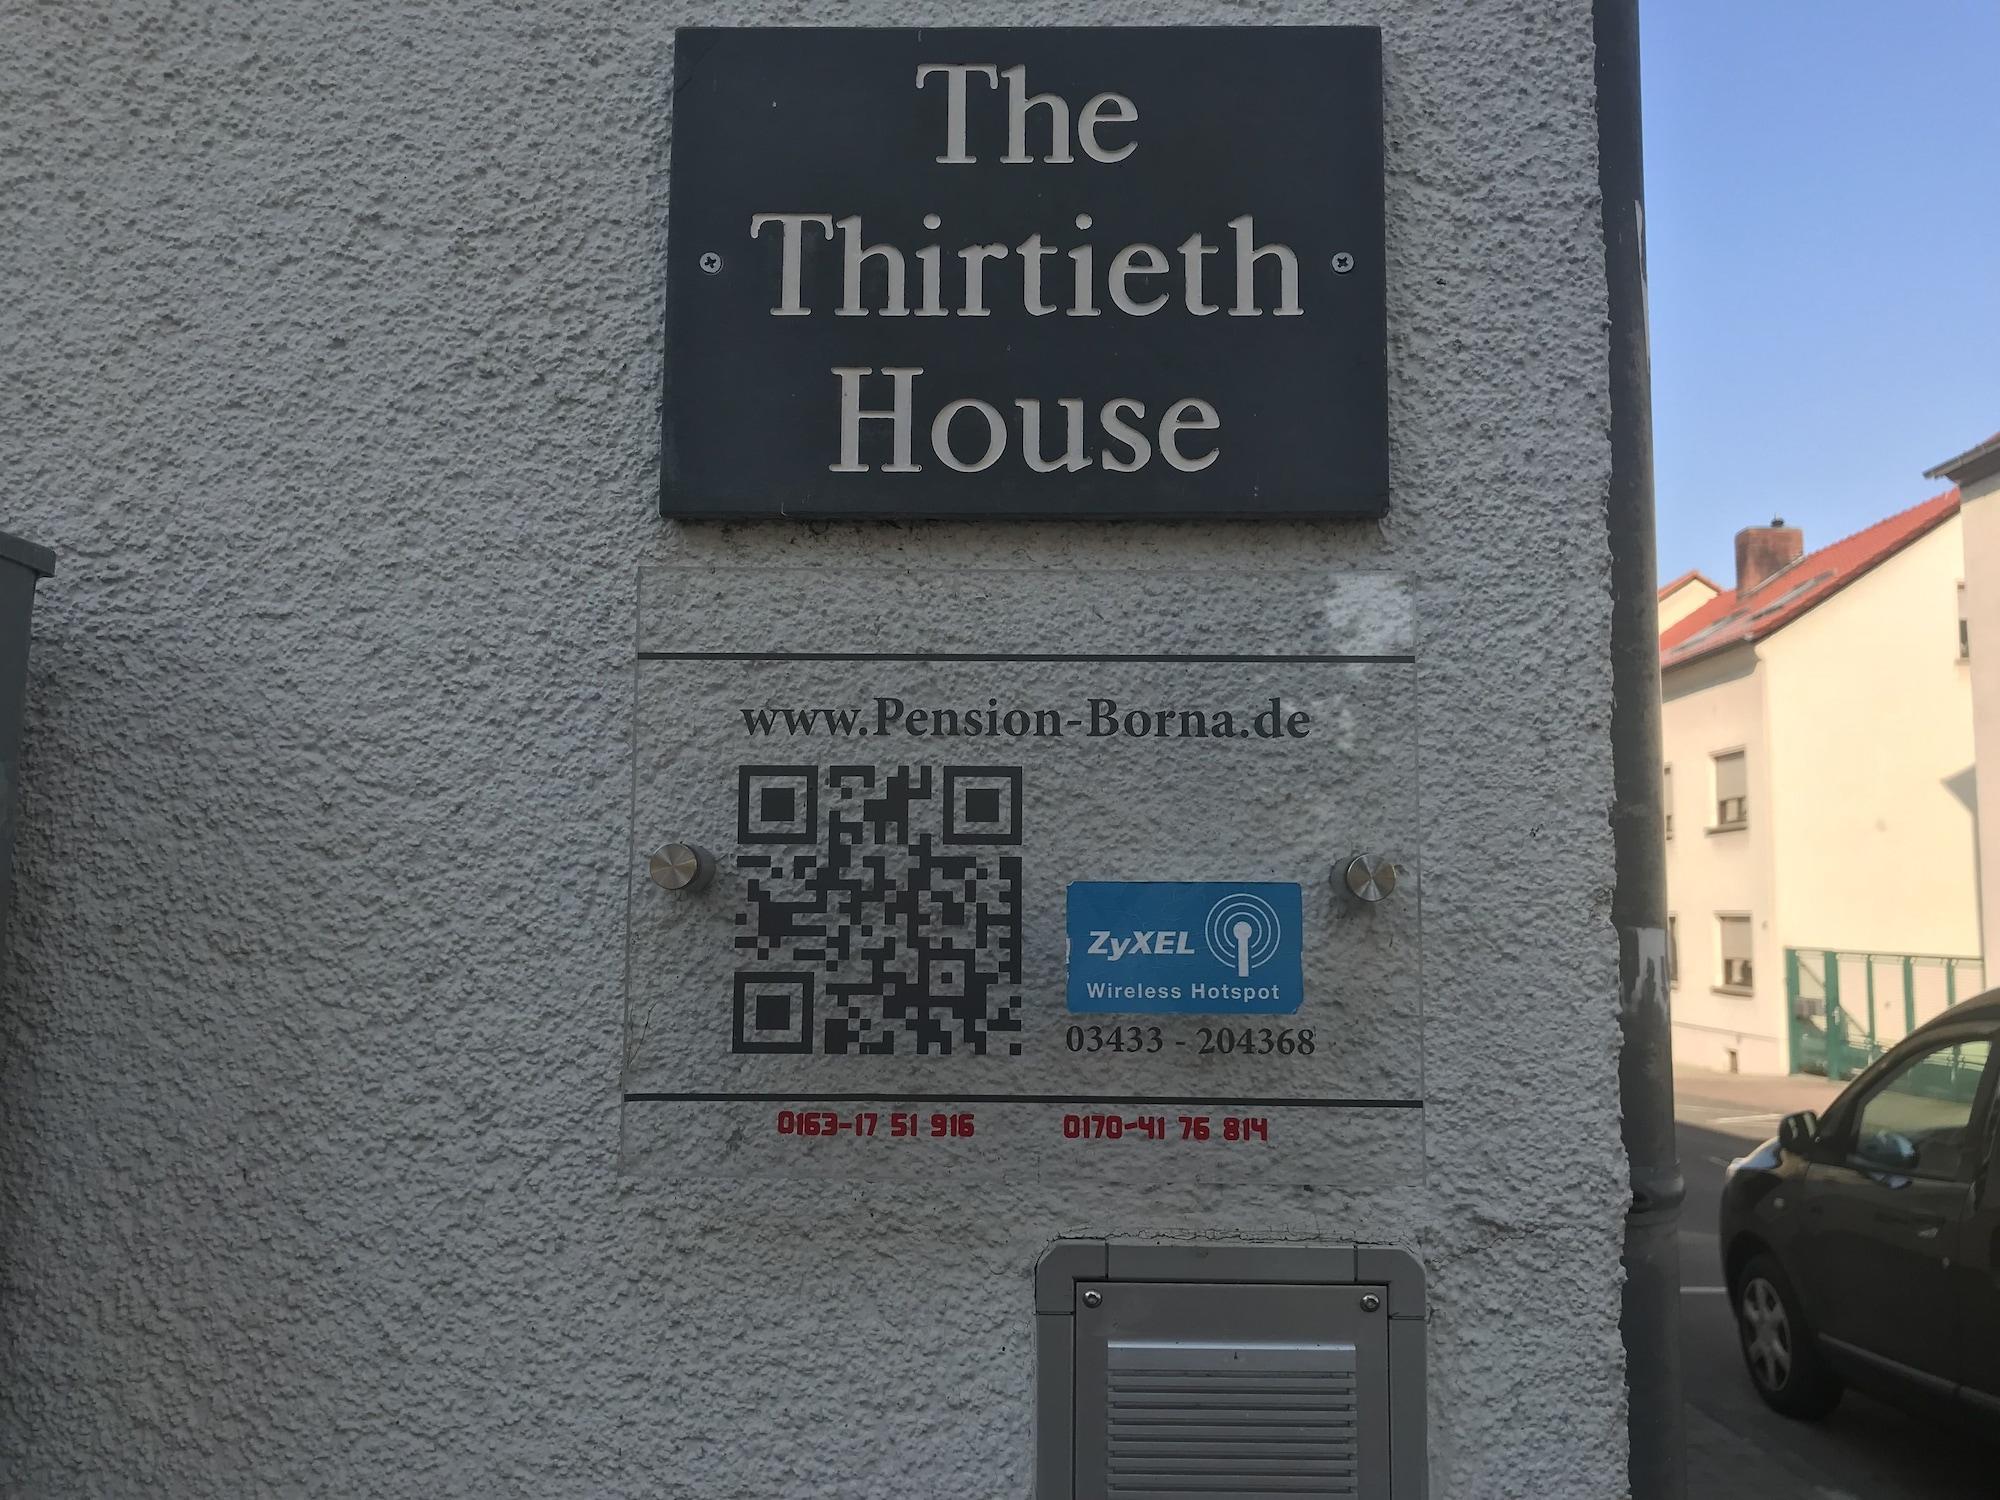 The
Thirtieth
House
www.Pension-Borna.de
ZyXEL
Wireless Hotspot
03433 - 204368
0163-17 51 916 0170-41 76 814